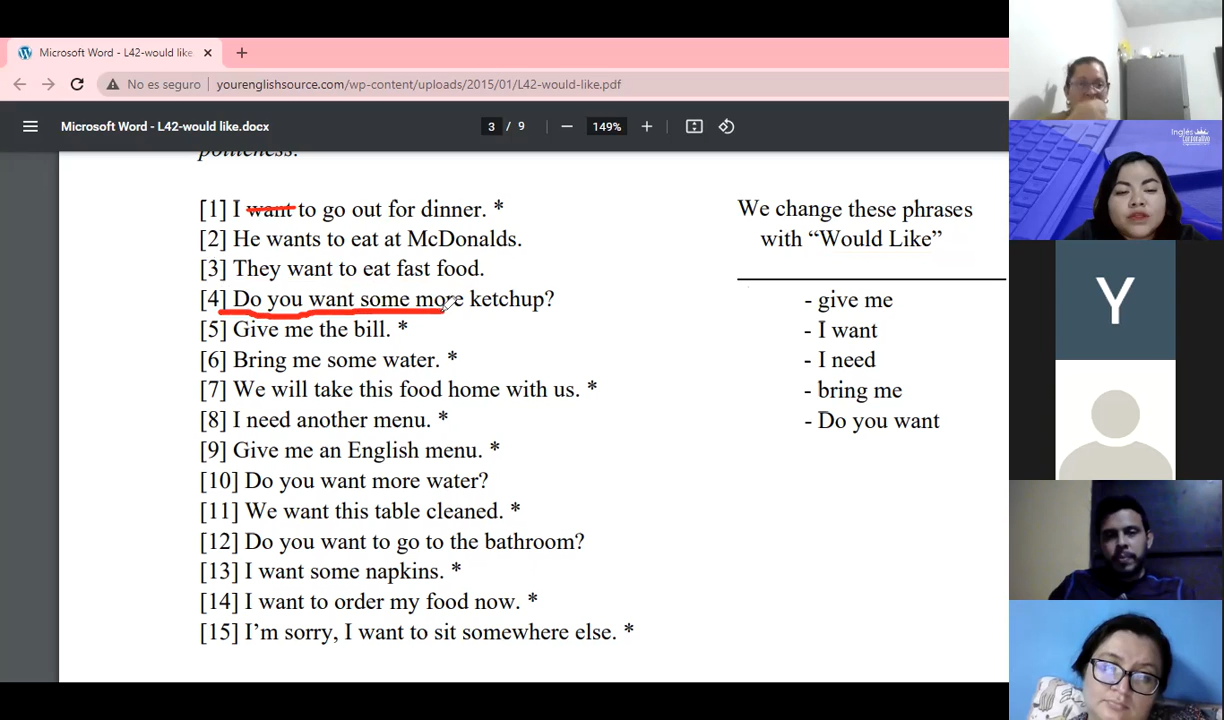 Microsoft Word - L42-would like
No es seguro
yourenglishsource.com/wp-content/uploads/2015/01/L42-would-like.pdf
Microsoft Word - L42-would like.docx
3 / 9
149%
politeness.
[1] I want to go out for dinner. *
[2] He wants to eat at McDonalds.
[3] They want to eat fast food.
[4] Do you want some more ketchup?
[5] Give me the bill. *
[6] Bring me some water. *
[7] We will take this food home with us. *
[8] I need another menu. *
[9] Give me an English menu. *
[10] Do you want more water?
[11] We want this table cleaned. *
[12] Do you want to go to the bathroom?
[13] I want some napkins. *
[14] I want to order my food now. *
[15] I'm sorry, I want to sit somewhere else. *
We change these phrases
with “Would Like”
- give me
- I want
- I need
- bring me
- Do you want
Inglés
Corporativo
Y